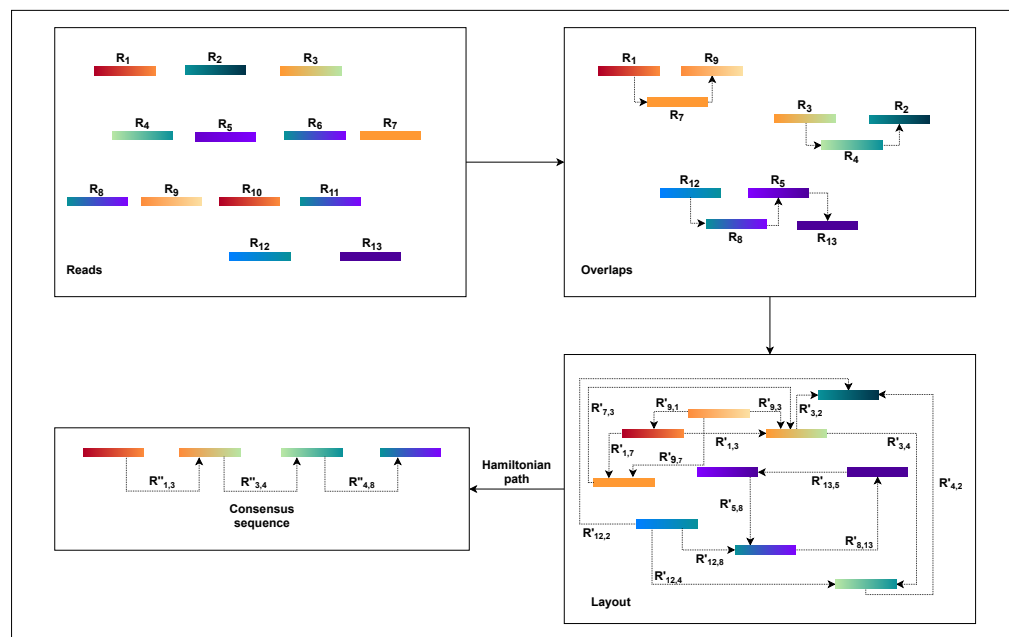 R1
R2
R3
R4
R5
R6
R7
R8
R9
R10
R11
R12
R13
Reads
R1
R9
R7
R3
R2
R4
R12
R5
R8
R13
Overlaps
R'7,3
R'9,1
R'9,3
R'3,2
R'1,7
R'1,3
R'3,4
R'9,7
R'13,5
R'4,2
R'5,8
R'12,2
R'12,8
R'8,13
R'12,4
Layout
Hamiltonian
path
R"1,3
R"3,4
R"4,8
Consensus
sequence